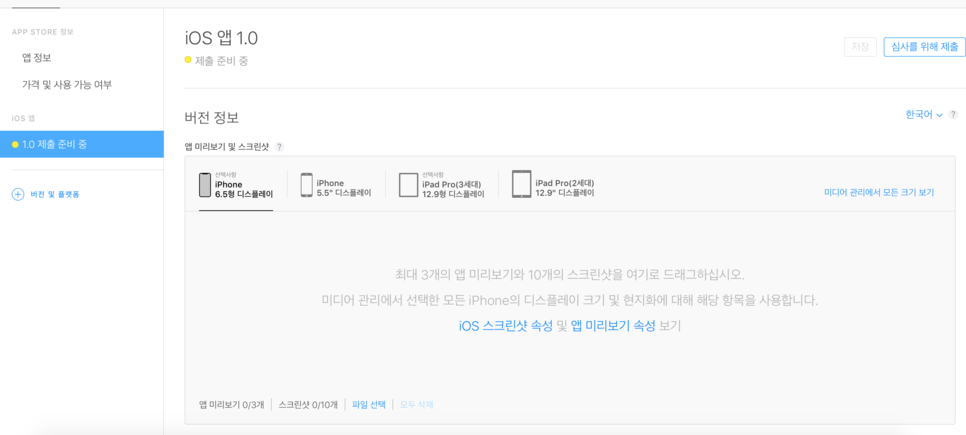 APP STORE 정보
앱 정보
가격 및 사용 가능 여부
iOS 앱
1.0 제출 준비 중
버전 및 플랫폼
iOS 앱 1.0
제출 준비 중
저장
심사를 위해 제출
버전 정보
한국어
?
앱 미리보기 및 스크린샷 ?
선택사항
iPhone
6.5형 디스플레이
iPhone
5.5" 디스플레이
선택사항
iPad Pro(3세대)
12.9형 디스플레이
iPad Pro(2세대)
12.9" 디스플레이
미디어 관리에서 모든 크기 보기
최대 3개의 앱 미리보기와 10개의 스크린샷을 여기로 드래그하십시오.
미디어 관리에서 선택한 모든 iPhone의 디스플레이 크기 및 현지화에 대해 해당 항목을 사용합니다.
iOS 스크린샷 속성 및 앱 미리보기 속성 보기
앱 미리보기 0/3개
스크린샷 0/10개
파일 선택
모두 삭제